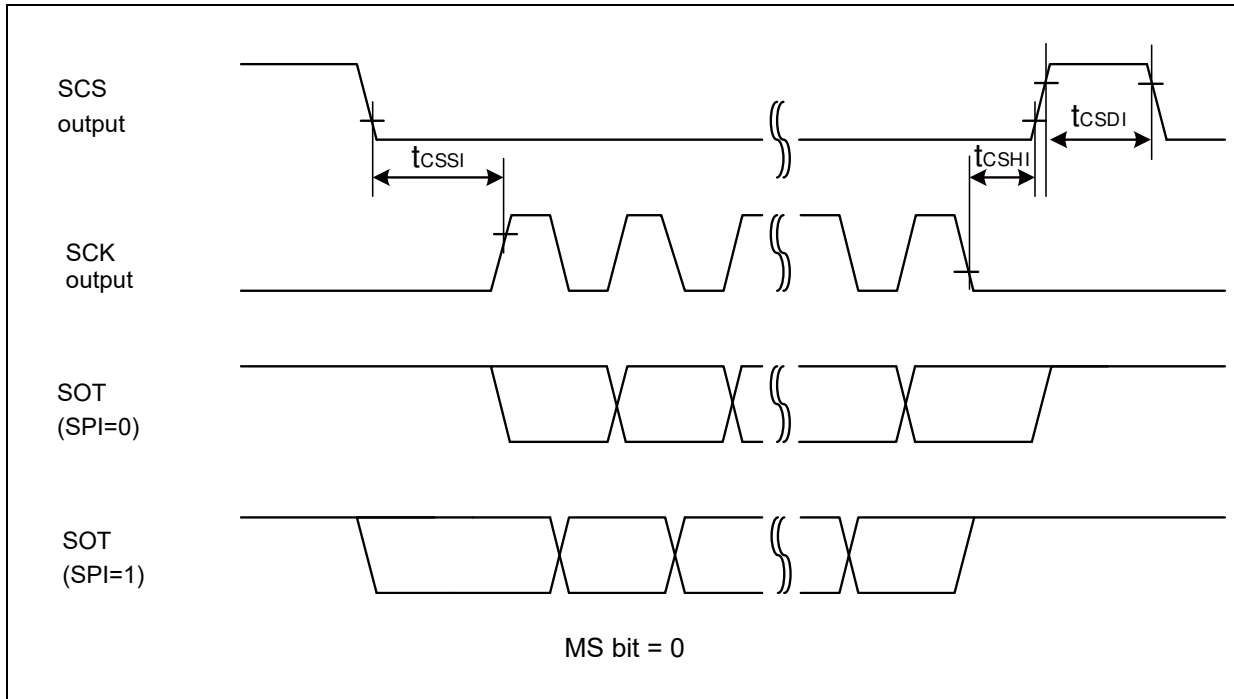 SCS
output
tCSSI
tCSHI
tCSDI
SCK
output
SOT
(SPI=0)
SOT
(SPI=1)
MS bit = 0